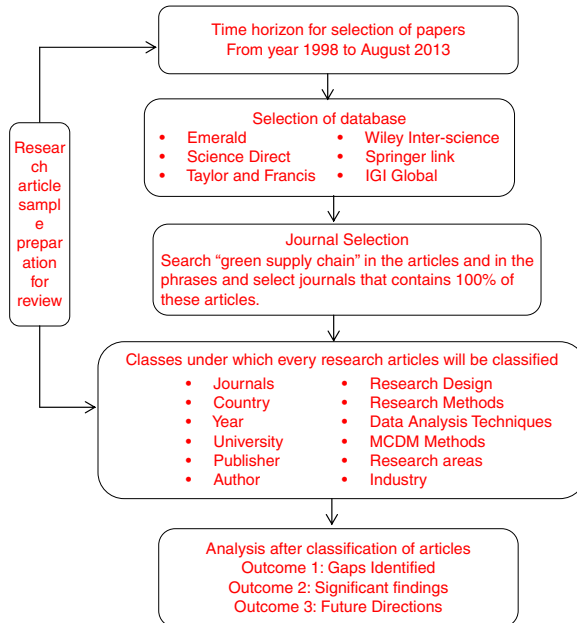 Time horizon for selection of papers
From year 1998 to August 2013
Selection of database
• Emerald
• Science Direct
• Taylor and Francis
• Wiley Inter-science
• Springer link
• IGI Global
Resear
ch
article
sampl
e
prepar
ation
for
review
Journal Selection
Search “green supply chain” in the articles and in the
phrases and select journals that contains 100% of
these articles.
Classes under which every research articles will be classified
• Journals
• Country
• Year
• University
• Publisher
• Author
• Research Design
• Research Methods
• Data Analysis Techniques
• MCDM Methods
• Research areas
• Industry
Analysis after classification of articles
Outcome 1: Gaps Identified
Outcome 2: Significant findings
Outcome 3: Future Directions